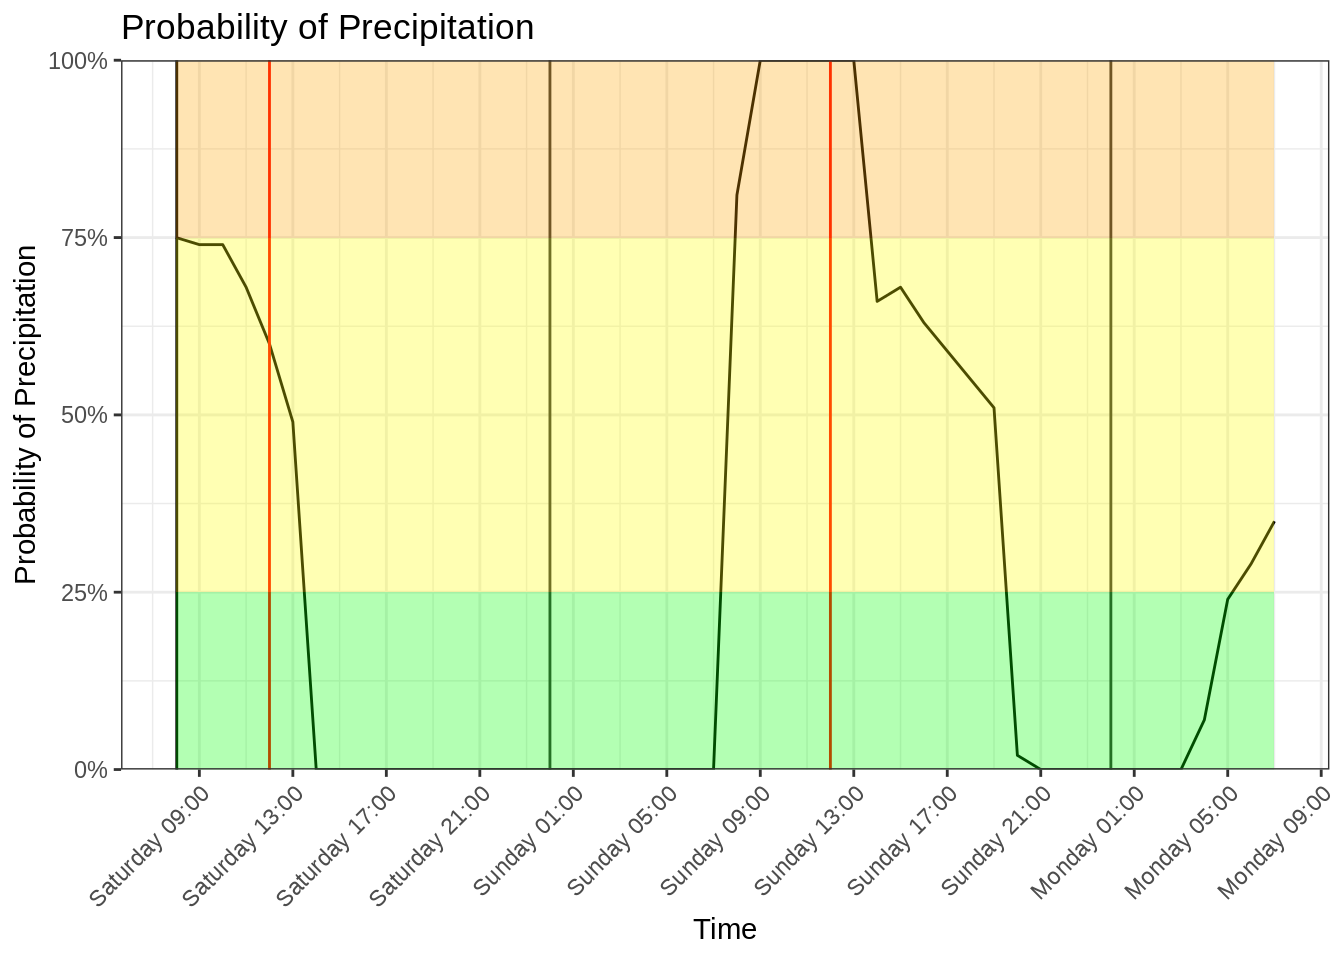 Probability of Precipitation
Probability of Precipitation
100%
75%
50%
25%
0%
Saturday 09:00
Saturday 13:00
Saturday 17:00
Saturday 21:00
Sunday 01:00
Sunday 05:00
Sunday 09:00
Sunday 13:00
Sunday 17:00
Sunday 21:00
Monday 01:00
Monday 05:00
Monday 09:00
Time